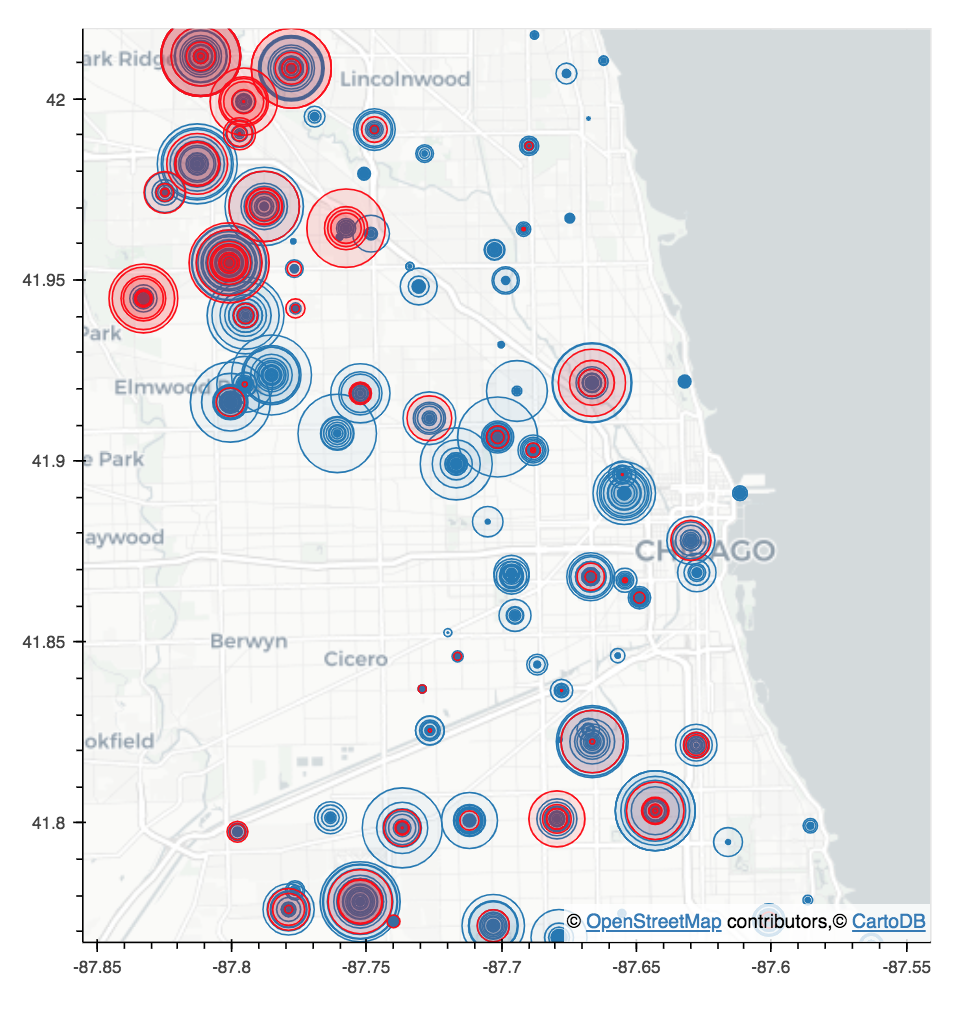 ark Ridge
Lincolnwood
42
41.95
Park
Elmwood P
41.9
e Park
aywood
CHICAGO
41.85
Berwyn
Cicero
okfield
41.8
© OpenStreetMap contributors,© CartoDB
-87.85
-87.8
-87.75
-87.7
-87.65
-87.6
-87.55